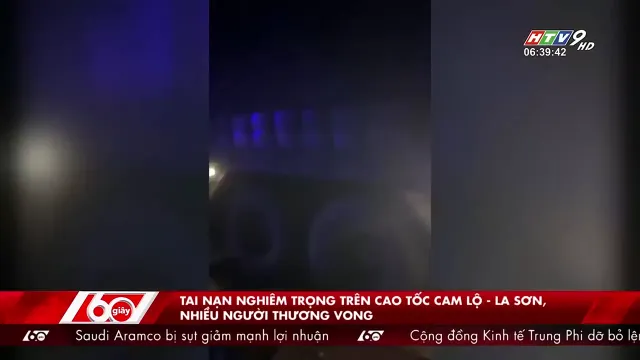 HTV9 HD
06:39:42
60 giây
TAI NẠN NGHIÊM TRỌNG TRÊN CAO TỐC CAM LỘ - LA SƠN,
NHIỀU NGƯỜI THƯƠNG VONG
60 Saudi Aramco bị sụt giảm mạnh lợi nhuận 60 Cộng đồng Kinh tế Trung Phi dỡ bỏ lệ